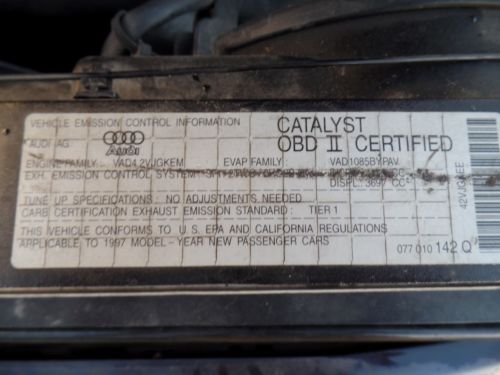 VEHICLE EMISSION CONTROL INFORMATION
CATALYST
AUDI AG
Audi
OBD II CERTIFIED
ENGINE FAMILY: VAD4.2VJGKEM EVAP FAMILY: VAD1085BYPAV
EXH. EMISSION CONTROL SYSTEM:
DISPL.: 3697 CC
TUNE UP SPECIFICATIONS: NO ADJUSTMENTS NEEDED
CARB CERTIFICATION EXHAUST EMISSION STANDARD: TIER 1
THIS VEHICLE CONFORMS TO U.S. EPA AND CALIFORNIA REGULATIONS
APPLICABLE TO 1997 MODEL-YEAR NEW PASSENGER CARS
077 010 142 Q